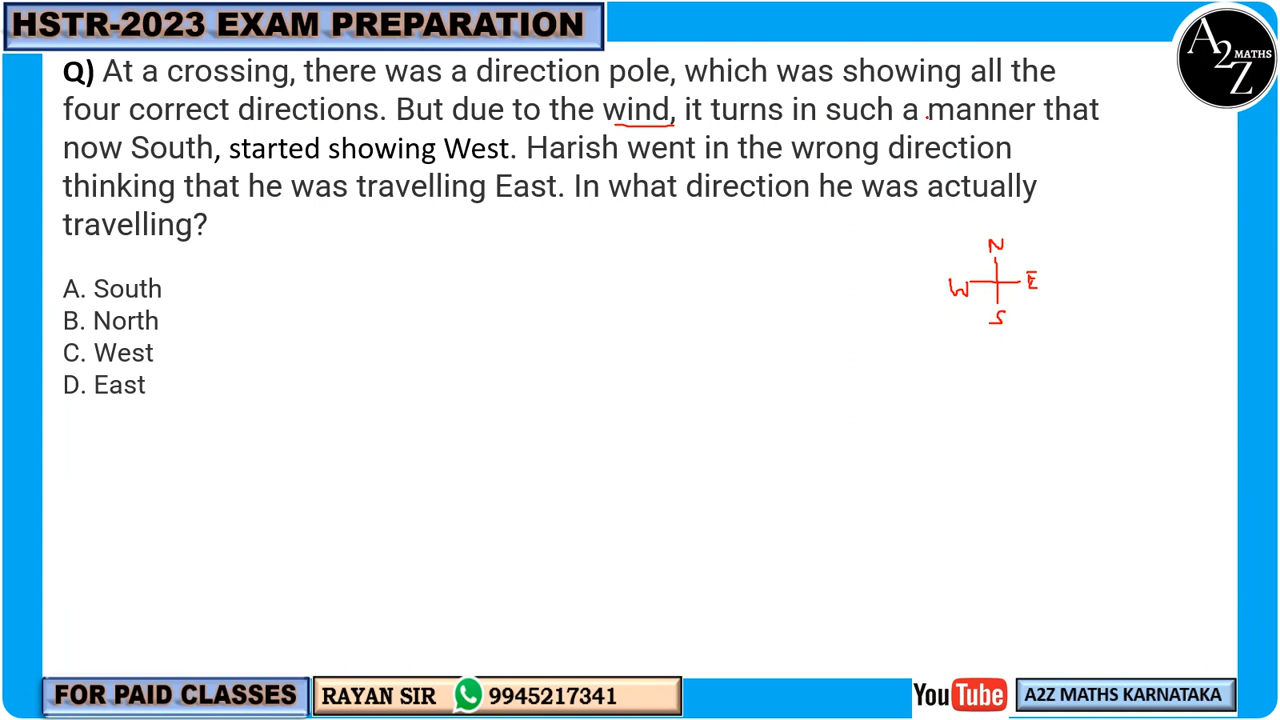 HSTR-2023 EXAM PREPARATION
A2Z MATHS
Q) At a crossing, there was a direction pole, which was showing all the
four correct directions. But due to the wind, it turns in such a manner that
now South, started showing West. Harish went in the wrong direction
thinking that he was travelling East. In what direction he was actually
travelling?
N
W E
S
A. South
B. North
C. West
D. East
FOR PAID CLASSES RAYAN SIR 9945217341 YouTube A2Z MATHS KARNATAKA